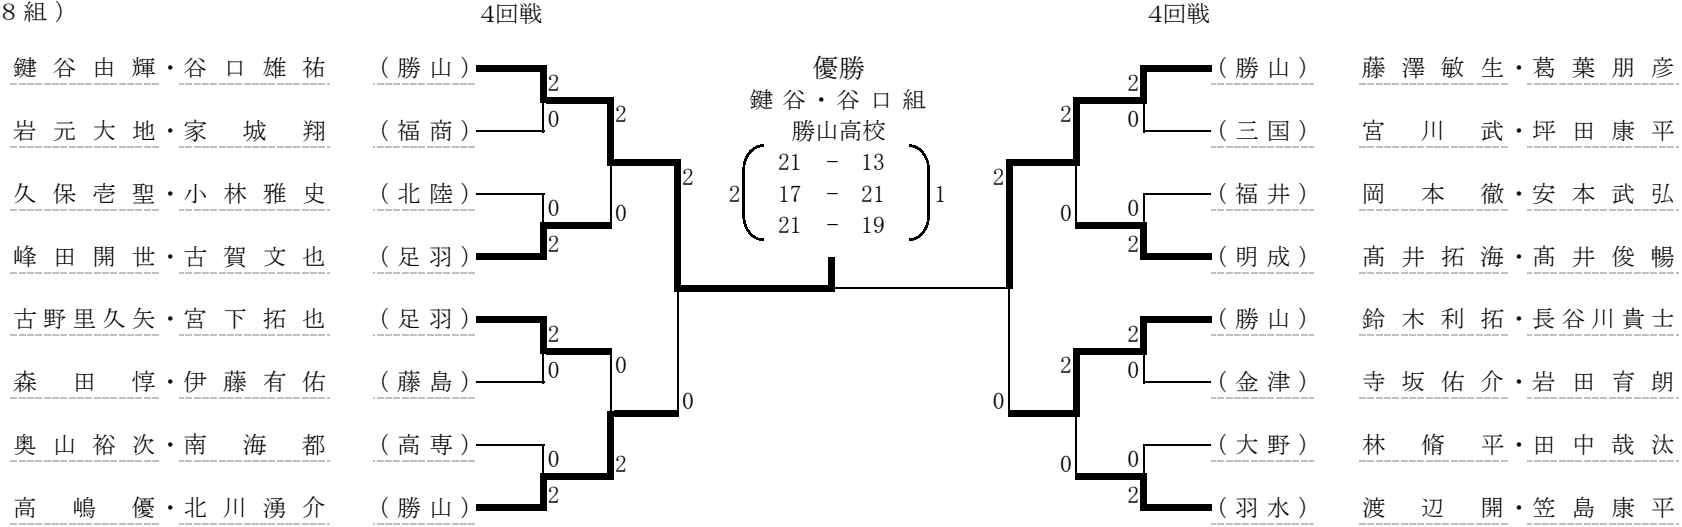 8組）
4回戦 4回戦
鍵谷由輝・谷口雄祐 （勝山） 優勝 （勝山） 藤澤敏生・葛葉朋彦
2 2
鍵谷・谷口組
2 2
0 0
岩元大地・家城翔 （福商） 勝山高校 （三国） 宮川武・坪田康平
21 － 13
2 2
久保壱聖・小林雅史 （北陸） 2 17 － 21 1 （福井） 岡本徹・安本武弘
0 0 0 0
21 － 19
2 2
峰田開世・古賀文也 （足羽） （明成）髙井拓海・髙井俊暢
古野里久矢・宮下拓也 （足羽） （勝山） 鈴木利拓・長谷川貴士
2 2
0 2
0 0
森田惇・伊藤有佑 （藤島） （金津） 寺坂佑介・岩田育朗
0 0
奥山裕次・南海都 （高専） （大野） 林脩平・田中哉汰
0 2 0 0
2 2
高嶋優・北川湧介 （勝山） （羽水） 渡辺開・笠島康平